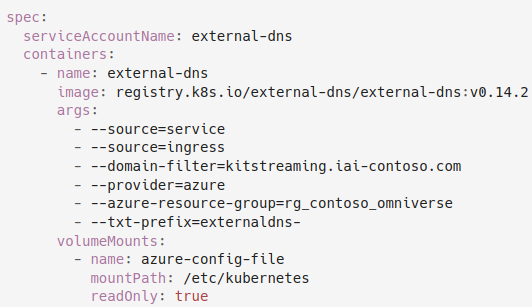 spec:
  serviceAccountName: external-dns
  containers:
    - name: external-dns
      image: registry.k8s.io/external-dns/external-dns:v0.14.2
      args:
        - --source=service
        - --source=ingress
        - --domain-filter=kitstreaming.iai-contoso.com
        - --provider=azure
        - --azure-resource-group=rg_contoso_omniverse
        - --txt-prefix=externaldns-
      volumeMounts:
        - name: azure-config-file
          mountPath: /etc/kubernetes
          readOnly: true